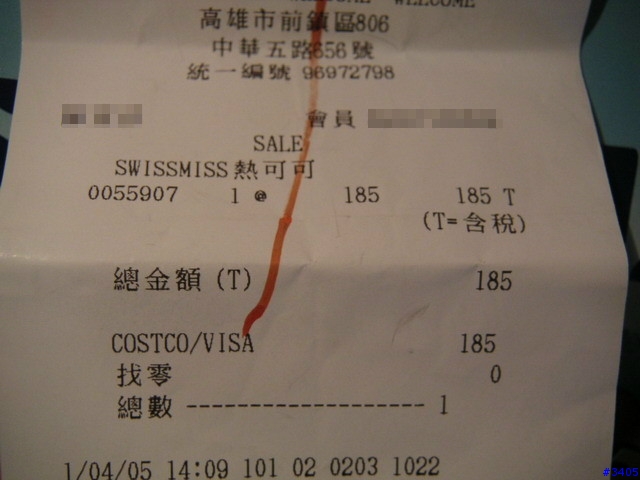 WELCOME
高雄市前鎮區806
中華五路656號
統一編號 96972798
會員
SALE
SWISSMISS熱可可
0055907 1 @ 185 185 T
(T=含稅)
總金額 (T) 185
COSTCO/VISA 185
找零 0
總數 ------------------- 1
1/04/05 14:09 101 02 0203 1022
#3405